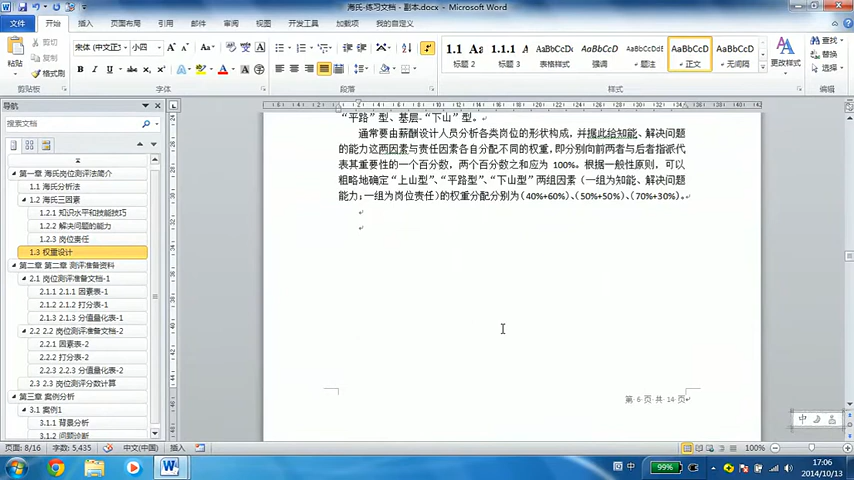 海氏-练习文档 - 副本.docx - Microsoft Word
文件 开始 插入 页面布局 引用 邮件 审阅 视图 开发工具 加载项 我的自定义
剪切 复制 格式刷 粘贴
宋体 (中文正 小四
1.1 Aa 1.1.1 A AaBbCcD AaBbCcD AaBbCcD AaBbCcD AaBbCcD
标题 2 标题 3 表格样式 强调 题注 正文 无间隔 更改样式
查找 替换 选择
剪贴板 字体 段落 样式 编辑
导航
搜索文档
第一章 海氏岗位测评法简介
1.1 海氏分析法
1.2 海氏三因素
1.2.1 知识水平和技能技巧
1.2.2 解决问题的能力
1.2.3 岗位责任
1.3 权重设计
第二章 第二章 测评准备资料
2.1 岗位测评准备文档-1
2.1.1 2.1.1 因素表-1
2.1.2 2.1.2 打分表-1
2.1.3 2.1.3 分值量化表-1
2.2 2.2 岗位测评准备文档-2
2.2.1 因素表-2
2.2.2 打分表-2
2.2.3 2.2.3 分值量化表-2
2.3 2.3 岗位测评分数计算
第三章 案例分析
3.1 案例1
3.1.1 背景分析
3.1.2 问题诊断
“平路”型、基层-“下山”型。
通常要由薪酬设计人员分析各类岗位的形状构成，并据此给知能、解决问题
的能力这两因素与责任因素各自分配不同的权重，即分别向前两者与后者指派代
表其重要性的一个百分数，两个百分数之和应为 100%。根据一般性原则，可以
粗略地确定“上山型”、“平路型”、“下山型”两组因素（一组为知能、解决问题
能力；一组为岗位责任）的权重分配分别为（40%+60%）、（50%+50%）、（70%+30%）。
第 6 页 共 14 页
中
页面: 8/16 字数: 5,435 中文(中国) 插入 100%
中 99% 17:06
2014/10/13